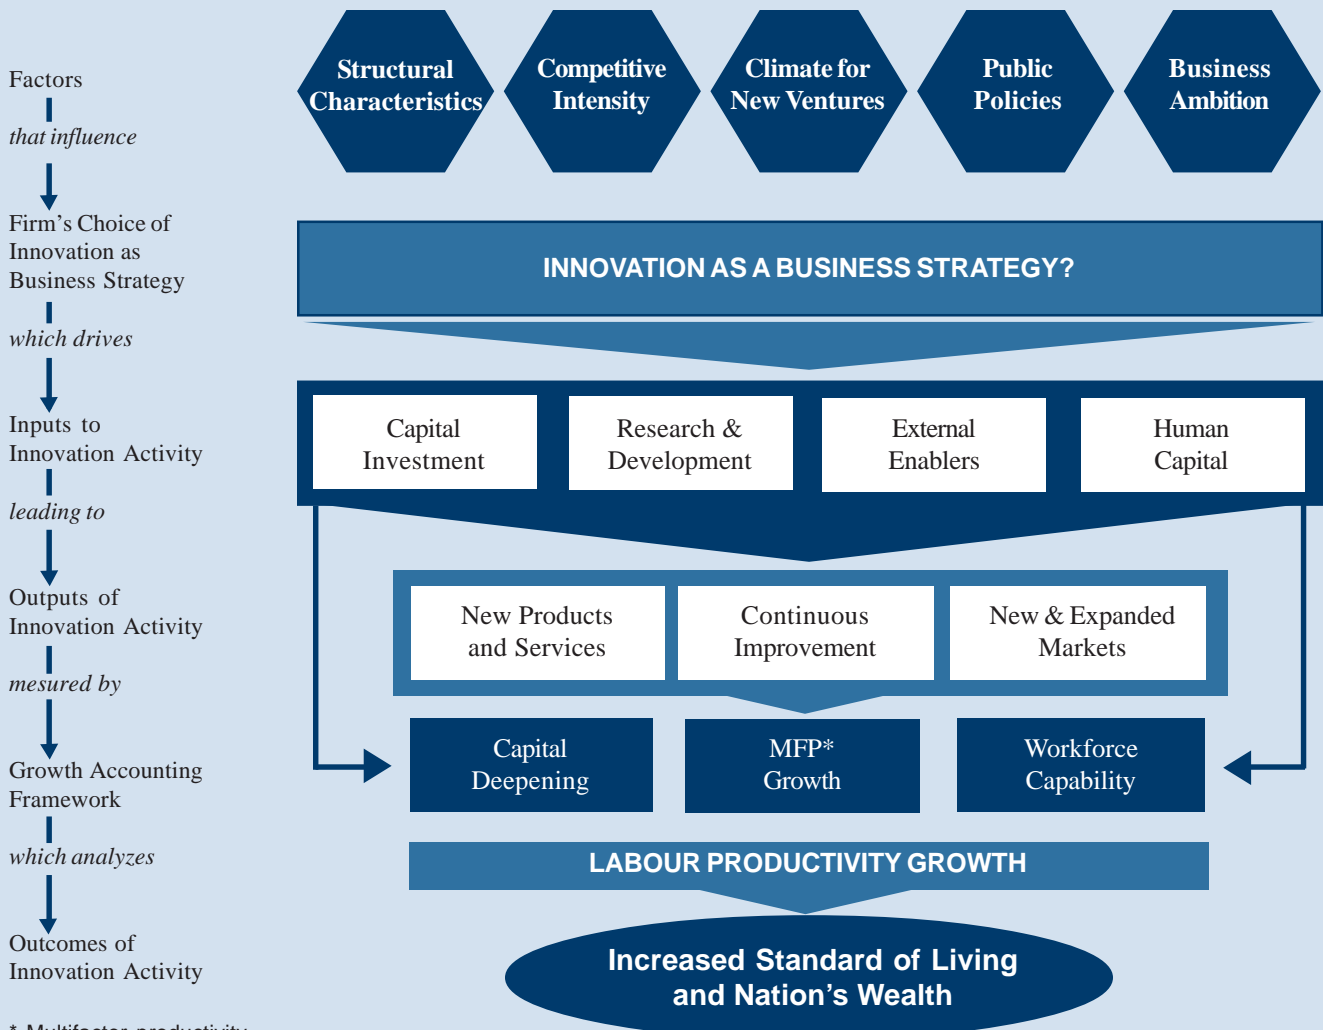 Factors
that influence
Firm's Choice of
Innovation as
Business Strategy
which drives
Inputs to
Innovation Activity
leading to
Outputs of
Innovation Activity
mesured by
Growth Accounting
Framework
which analyzes
Outcomes of
Innovation Activity
Structural
Characteristics
Competitive
Intensity
Climate for
New Ventures
Public
Policies
Business
Ambition
INNOVATION AS A BUSINESS STRATEGY?
Capital
Investment
Research &
Development
External
Enablers
Human
Capital
New Products
and Services
Continuous
Improvement
New & Expanded
Markets
Capital
Deepening
MFP*
Growth
Workforce
Capability
LABOUR PRODUCTIVITY GROWTH
Increased Standard of Living
and Nation's Wealth
* Multifactor productivity